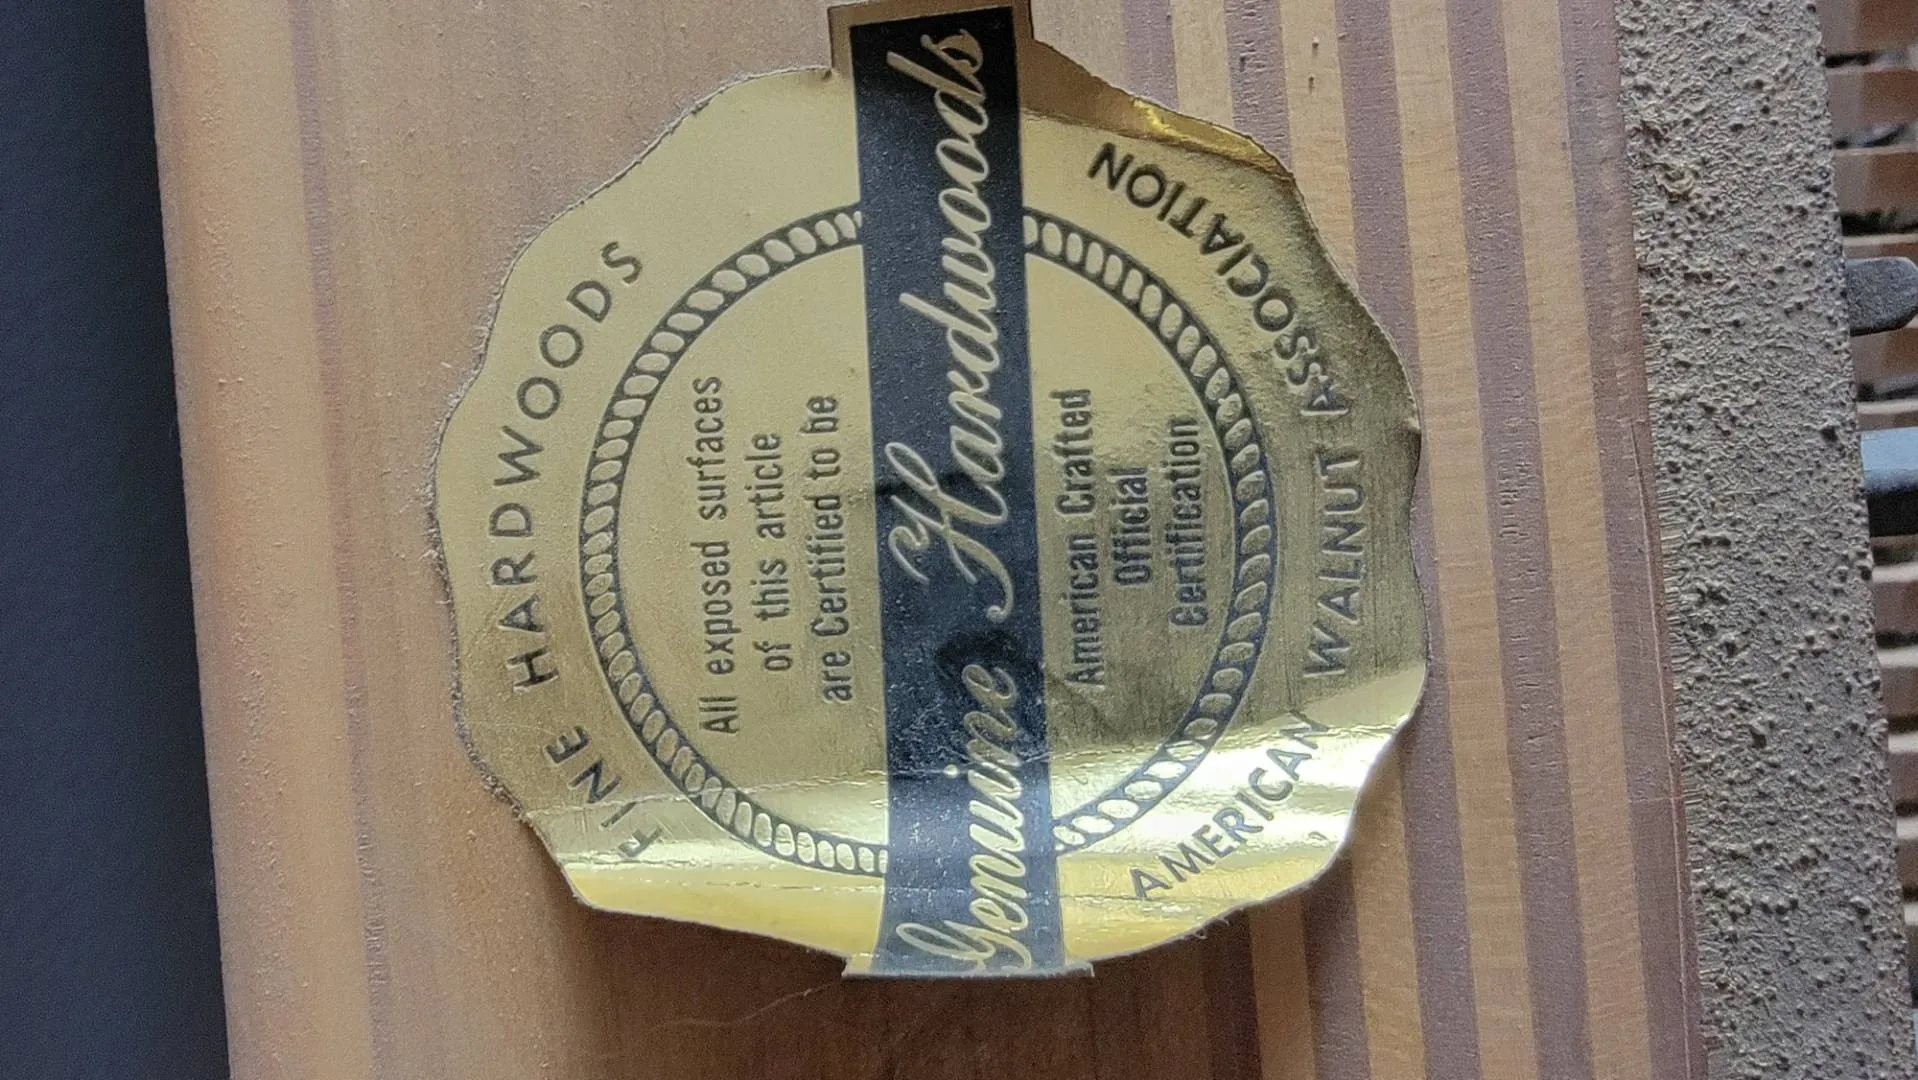 FINE HARDWOODS
All exposed surfaces
of this article
are Certified to be
Genuine Hardwoods
American Crafted
Official
Certification
AMERICAN WALNUT ASSOCIATION